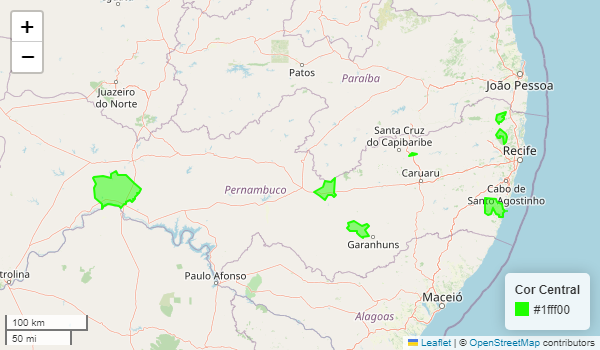 +
−
Patos
Paraíba
João Pessoa
Juazeiro
do Norte
Santa Cruz
do Capibaribe
Recife
Caruaru
Pernambuco
Cabo de
Santo Agostinho
Garanhuns
Paulo Afonso
trolina
Alagoas
Maceió
Cor Central
#1fff00
100 km
50 mi
Leaflet | © OpenStreetMap contributors